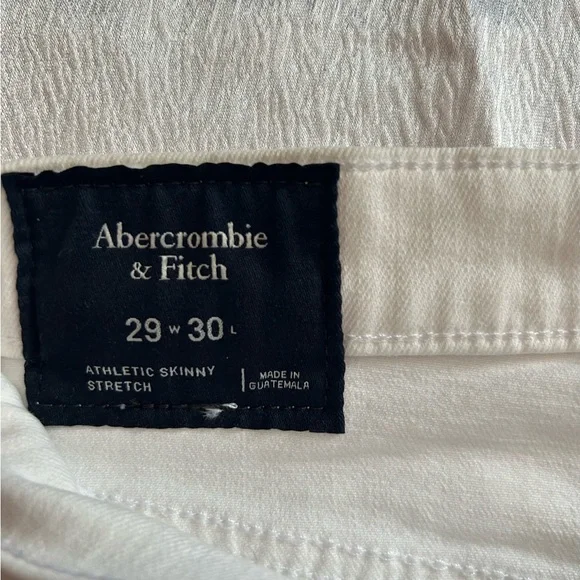 Abercrombie
& Fitch
29 W 30 L
ATHLETIC SKINNY
STRETCH
MADE IN
GUATEMALA